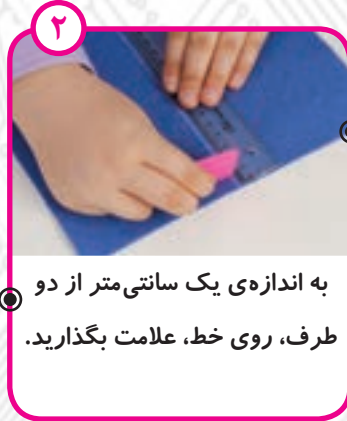 ۲
به اندازه‌ی یک سانتی‌متر از دو
طرف، روی خط، علامت بگذارید.